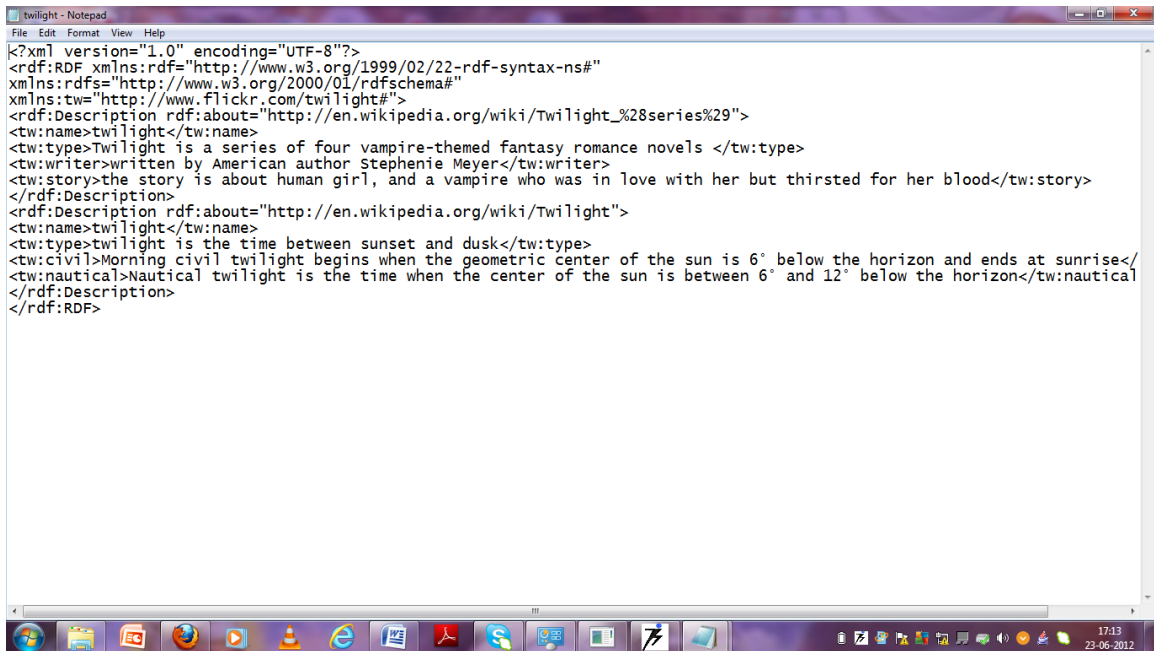 twilight - Notepad
File Edit Format View Help
<?xml version="1.0" encoding="UTF-8"?>
<rdf:RDF xmlns:rdf="http://www.w3.org/1999/02/22-rdf-syntax-ns#"
xmlns:rdfs="http://www.w3.org/2000/01/rdfschema#"
xmlns:tw="http://www.flickr.com/twilight#">
<rdf:Description rdf:about="http://en.wikipedia.org/wiki/Twilight_%28series%29">
<tw:name>twilight</tw:name>
<tw:type>Twilight is a series of four vampire-themed fantasy romance novels </tw:type>
<tw:writer>written by American author Stephenie Meyer</tw:writer>
<tw:story>the story is about human girl, and a vampire who was in love with her but thirsted for her blood</tw:story>
</rdf:Description>
<rdf:Description rdf:about="http://en.wikipedia.org/wiki/Twilight">
<tw:name>twilight</tw:name>
<tw:type>twilight is the time between sunset and dusk</tw:type>
<tw:civil>Morning civil twilight begins when the geometric center of the sun is 6° below the horizon and ends at sunrise</
<tw:nautical>Nautical twilight is the time when the center of the sun is between 6° and 12° below the horizon</tw:nautical
</rdf:Description>
</rdf:RDF>
17:13
23-06-2012